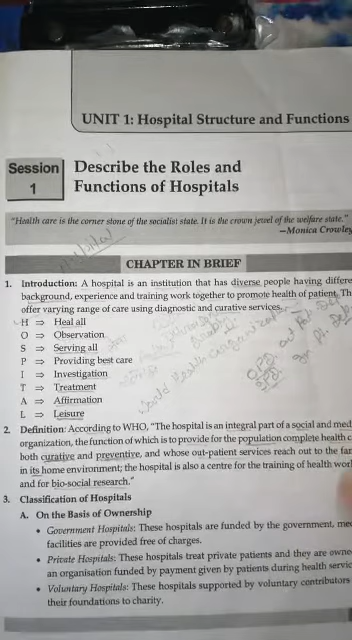 UNIT 1: Hospital Structure and Functions
Session
1
Describe the Roles and
Functions of Hospitals
"Health care is the corner stone of the socialist state. It is the crown jewel of the welfare state."
—Monica Crowley
CHAPTER IN BRIEF
1. Introduction: A hospital is an institution that has diverse people having differe
background, experience and training work together to promote health of patient. Th
offer varying range of care using diagnostic and curative services.
H ⇒ Heal all
O ⇒ Observation
S ⇒ Serving all
P ⇒ Providing best care
I ⇒ Investigation
T ⇒ Treatment
A ⇒ Affirmation
L ⇒ Leisure
OPD out
IPD in
2. Definition: According to WHO, "The hospital is an integral part of a social and med
organization, the function of which is to provide for the population complete health c
both curative and preventive, and whose out-patient services reach out to the far
in its home environment; the hospital is also a centre for the training of health wor
and for bio-social research."
3. Classification of Hospitals
A. On the Basis of Ownership
• Government Hospitals: These hospitals are funded by the government, me
facilities are provided free of charges.
• Private Hospitals: These hospitals treat private patients and they are owne
an organisation funded by payment given by patients during health servic
• Voluntary Hospitals: These hospitals supported by voluntary contributors
their foundations to charity.